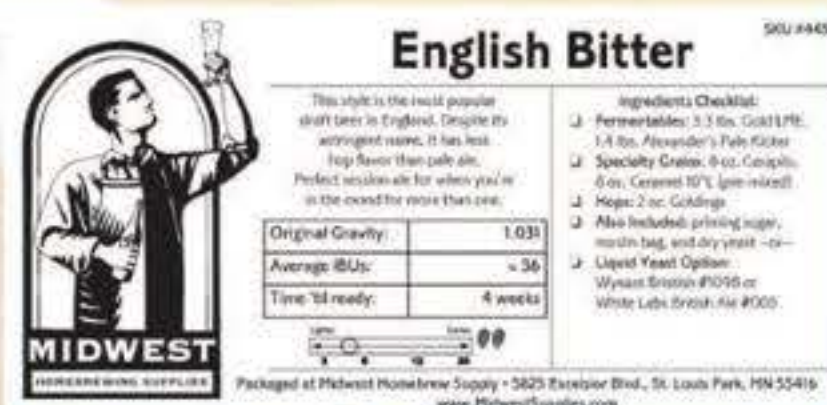 English Bitter
SKU #445
This style is the most popular
draft beer in England. Despite its
astringent name, it has less
hop flavor than pale ale.
Perfect session ale for when you're
in the mood for more than one.
Original Gravity: 1.031
Average IBUs: ≈ 36
Time 'til ready: 4 weeks
Ingredients Checklist:
Fermentables: 3.3 lbs. Gold LME,
1.4 lbs. Alexander's Pale Kicker
Specialty Grains: 8 oz. Carapils,
6 oz. Caramel 10°L (pre-mixed)
Hops: 2 oz. Goldings
Also Included: priming sugar,
muslin bag, and dry yeast -or-
Liquid Yeast Option:
Wyeast British #1098 or
White Labs British Ale #005
MIDWEST
HOMEBREWING SUPPLIES
Packaged at Midwest Homebrew Supply • 5825 Excelsior Blvd., St. Louis Park, MN 55416
www.MidwestSupplies.com